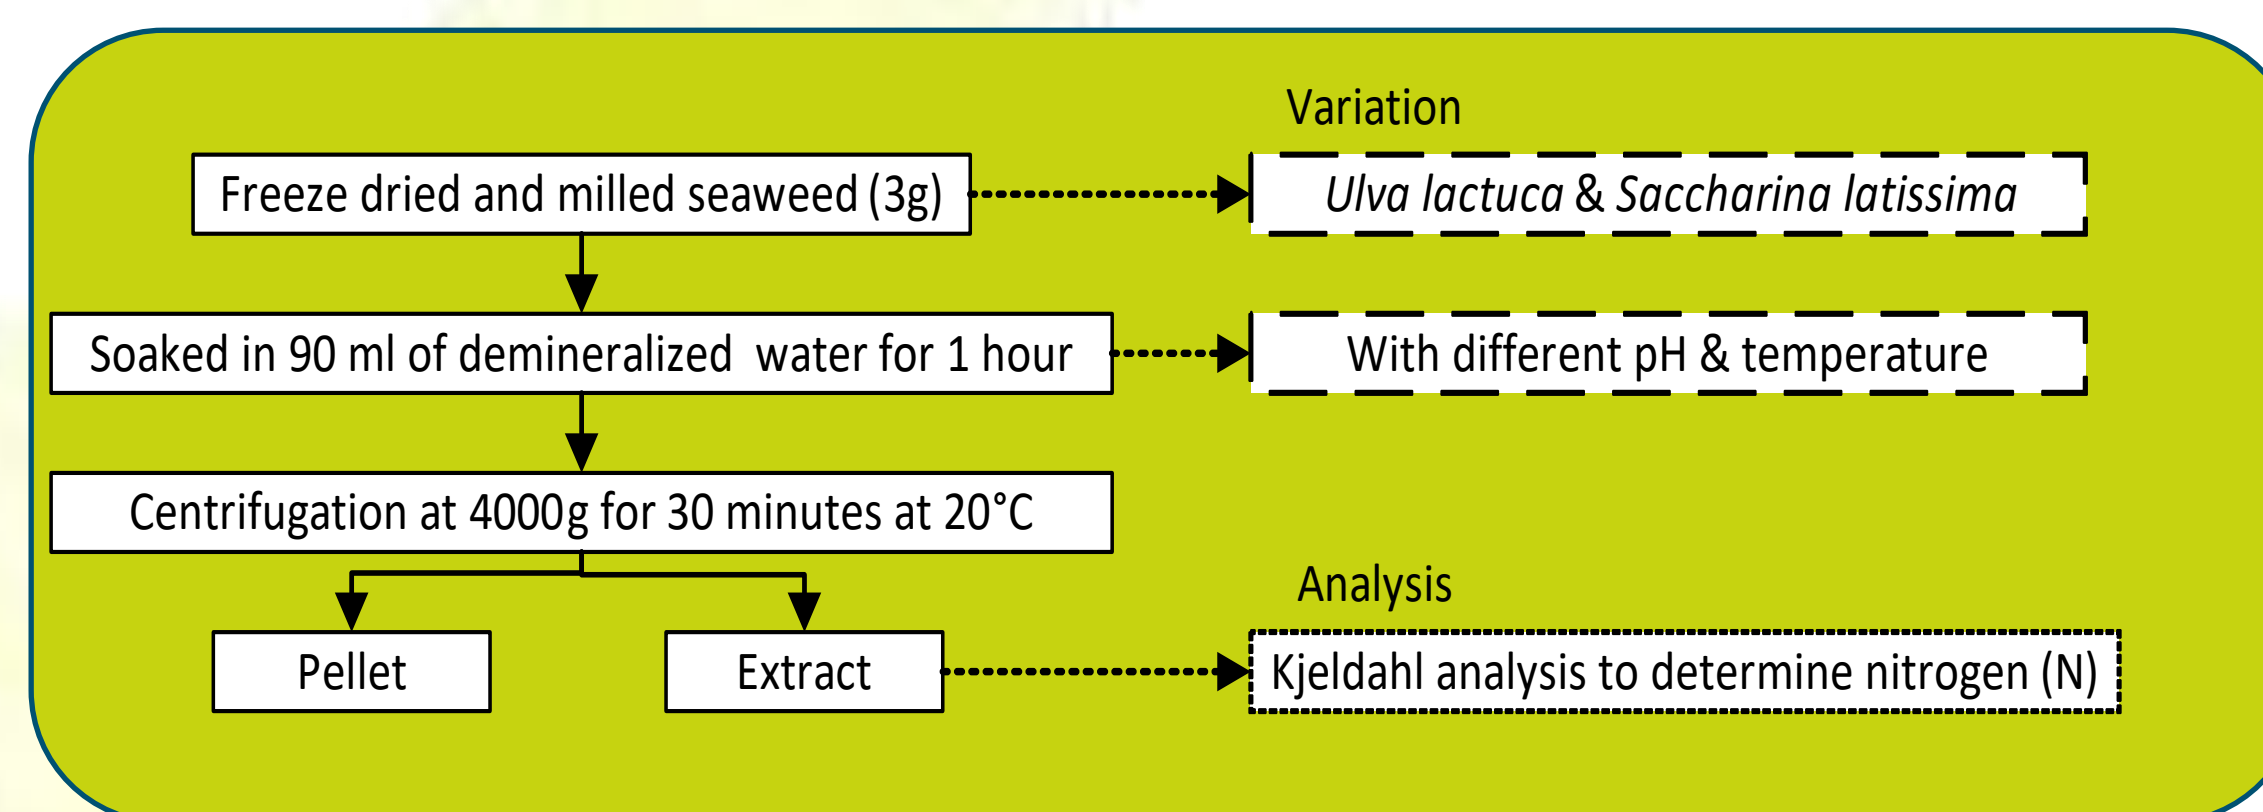 Variation
Freeze dried and milled seaweed (3g)
Ulva lactuca & Saccharina latissima
Soaked in 90 ml of demineralized water for 1 hour
With different pH & temperature
Centrifugation at 4000g for 30 minutes at 20°C
Analysis
Pellet
Extract
Kjeldahl analysis to determine nitrogen (N)